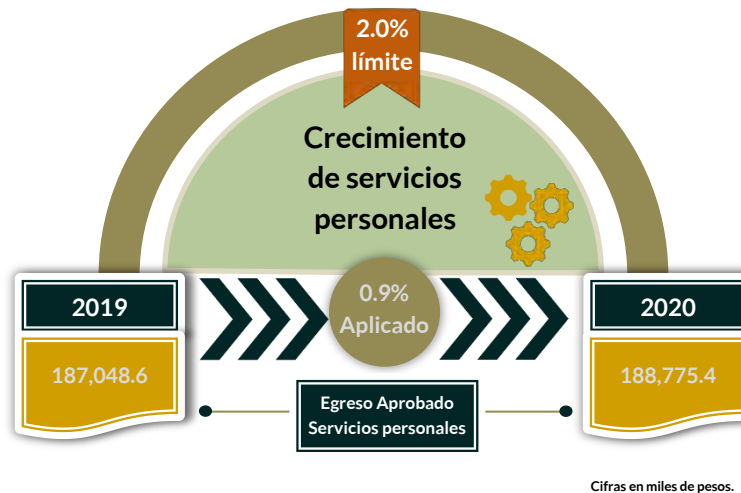 2.0%
límite
Crecimiento
de servicios
personales
2019
0.9%
Aplicado
2020
187,048.6
188,775.4
Egreso Aprobado
Servicios personales
Cifras en miles de pesos.